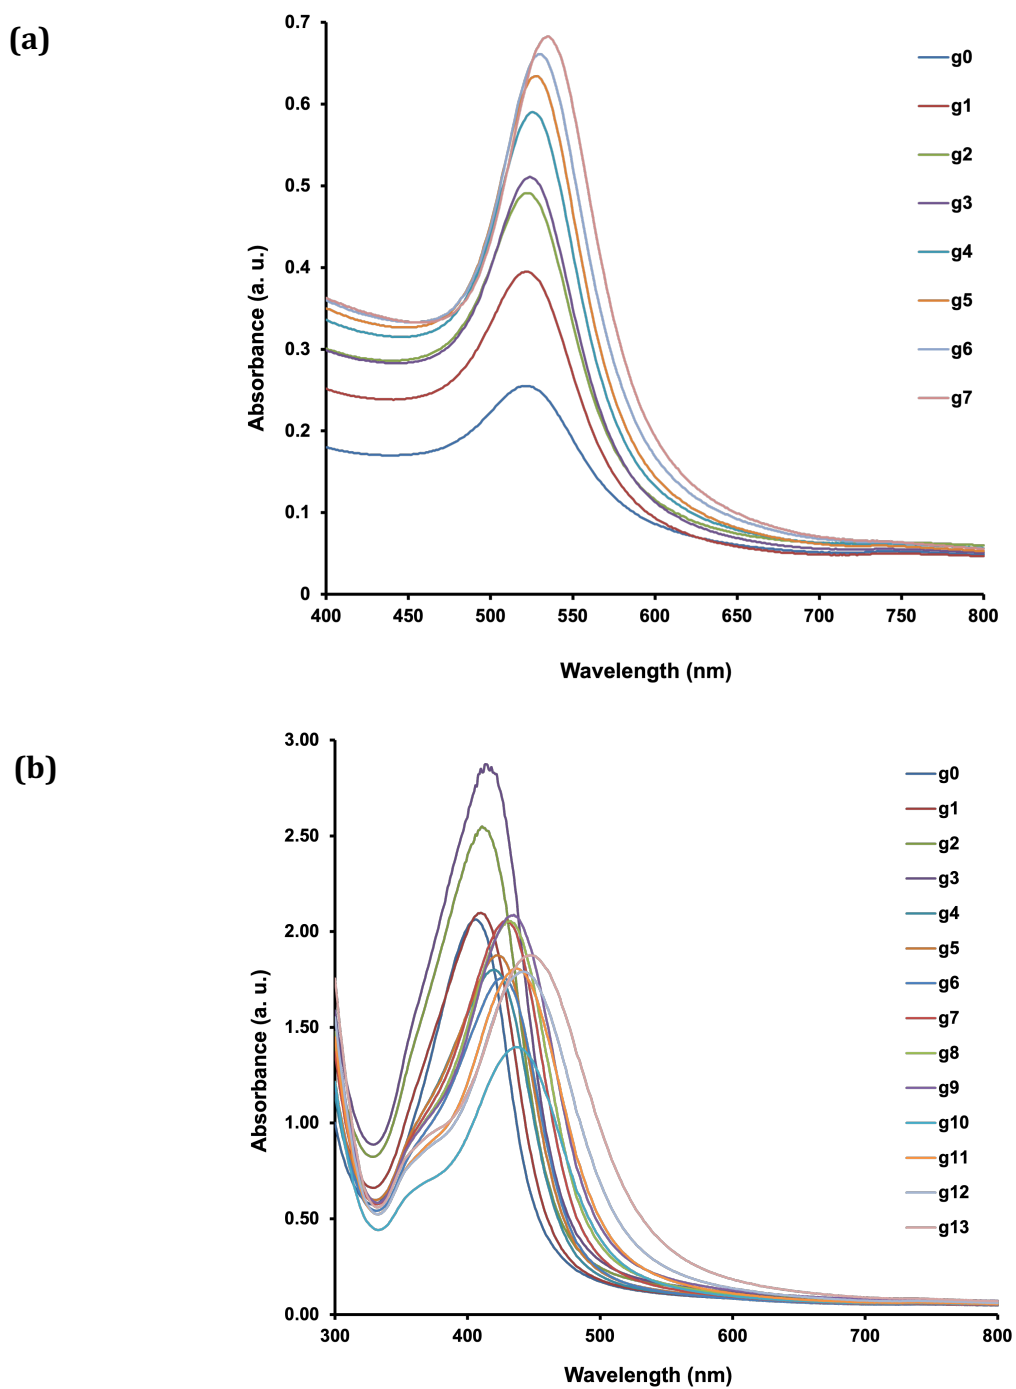 (a)
0.7
0.6
0.5
0.4
0.3
0.2
0.1
0
Absorbance (a. u.)
400 450 500 550 600 650 700 750 800
Wavelength (nm)
g0
g1
g2
g3
g4
g5
g6
g7
(b)
3.00
2.50
2.00
1.50
1.00
0.50
0.00
Absorbance (a. u.)
300 400 500 600 700 800
Wavelength (nm)
g0
g1
g2
g3
g4
g5
g6
g7
g8
g9
g10
g11
g12
g13